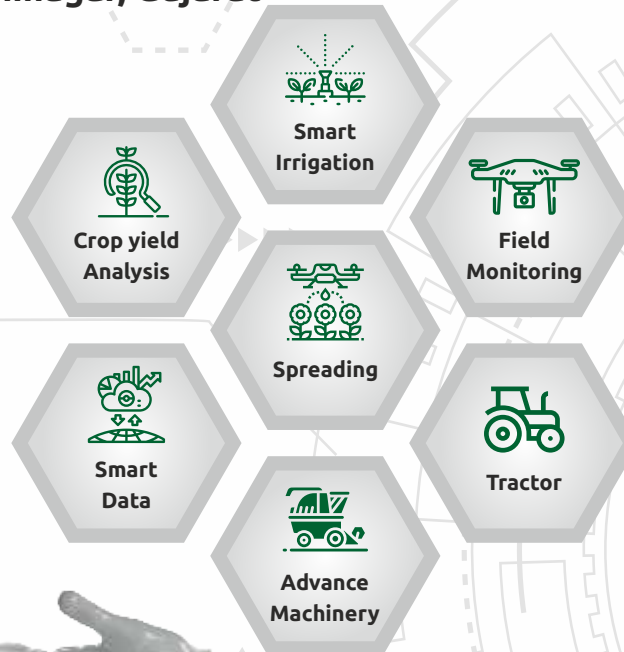 Smart
Irrigation
Crop yield
Analysis
Field
Monitoring
Spreading
Smart
Data
Tractor
Advance
Machinery